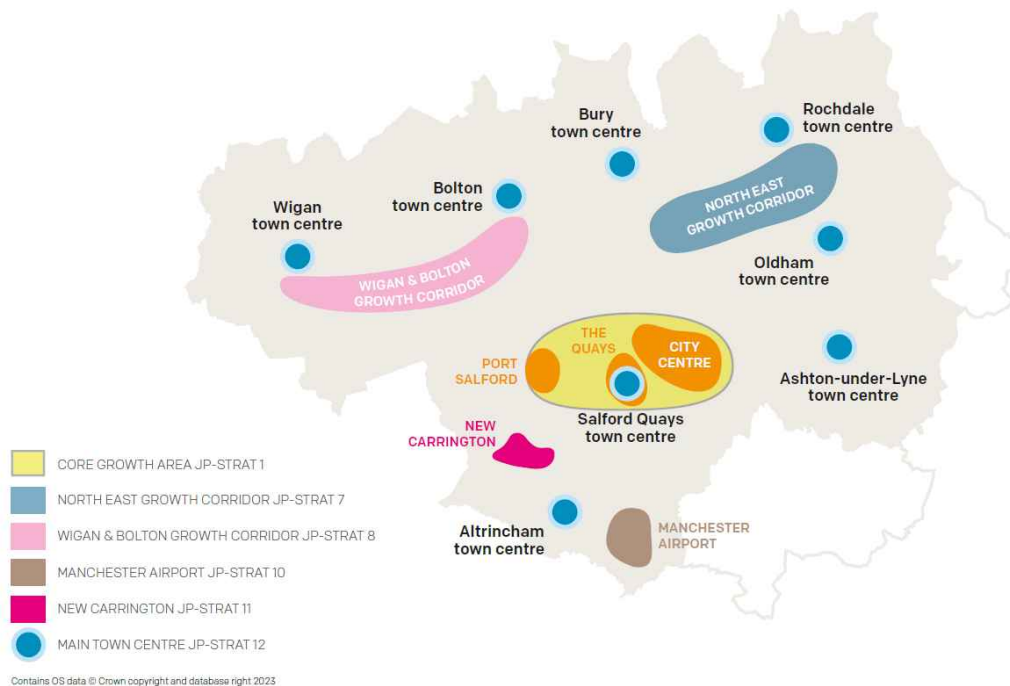 Bury
town centre
Rochdale
town centre
Bolton
town centre
Wigan
town centre
NORTH EAST
GROWTH CORRIDOR
Oldham
town centre
WIGAN & BOLTON
GROWTH CORRIDOR
THE
QUAYS
CITY
CENTRE
PORT
SALFORD
Ashton-under-Lyne
town centre
Salford Quays
town centre
NEW
CARRINGTON
Altrincham
town centre
MANCHESTER
AIRPORT
CORE GROWTH AREA JP-STRAT 1
NORTH EAST GROWTH CORRIDOR JP-STRAT 7
WIGAN & BOLTON GROWTH CORRIDOR JP-STRAT 8
MANCHESTER AIRPORT JP-STRAT 10
NEW CARRINGTON JP-STRAT 11
MAIN TOWN CENTRE JP-STRAT 12
Contains OS data © Crown copyright and database right 2023